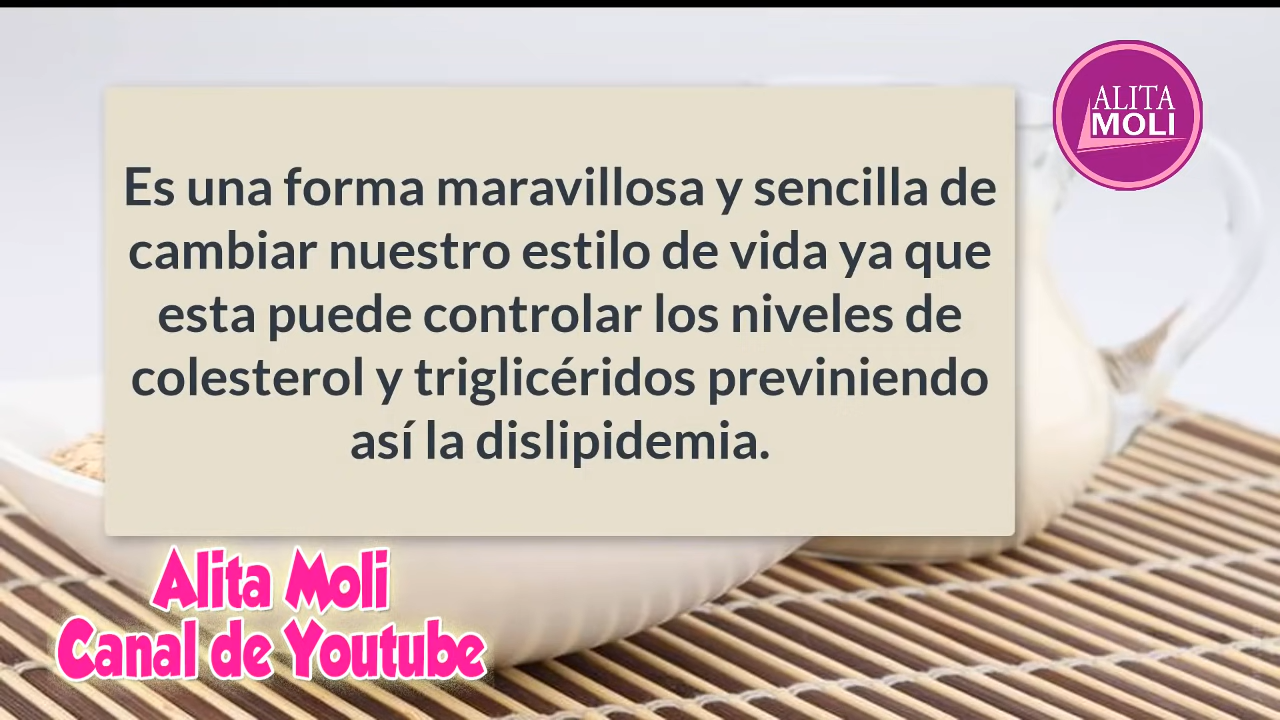 ALITA
MOLI
Es una forma maravillosa y sencilla de
cambiar nuestro estilo de vida ya que
esta puede controlar los niveles de
colesterol y triglicéridos previniendo
así la dislipidemia.
Alita Moli
Canal de Youtube